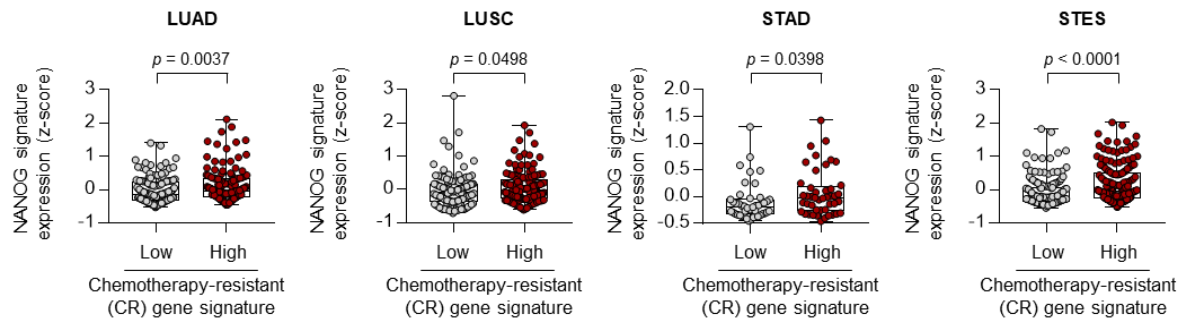 LUAD
p = 0.0037
NANOG signature
expression (z-score)
3
2
1
0
-1
Low
High
Chemotherapy-resistant
(CR) gene signature
LUSC
p = 0.0498
NANOG signature
expression (z-score)
3
2
1
0
-1
Low
High
Chemotherapy-resistant
(CR) gene signature
STAD
p = 0.0398
NANOG signature
expression (z-score)
2.0
1.5
1.0
0.5
0.0
-0.5
Low
High
Chemotherapy-resistant
(CR) gene signature
STES
p < 0.0001
NANOG signature
expression (z-score)
3
2
1
0
-1
Low
High
Chemotherapy-resistant
(CR) gene signature